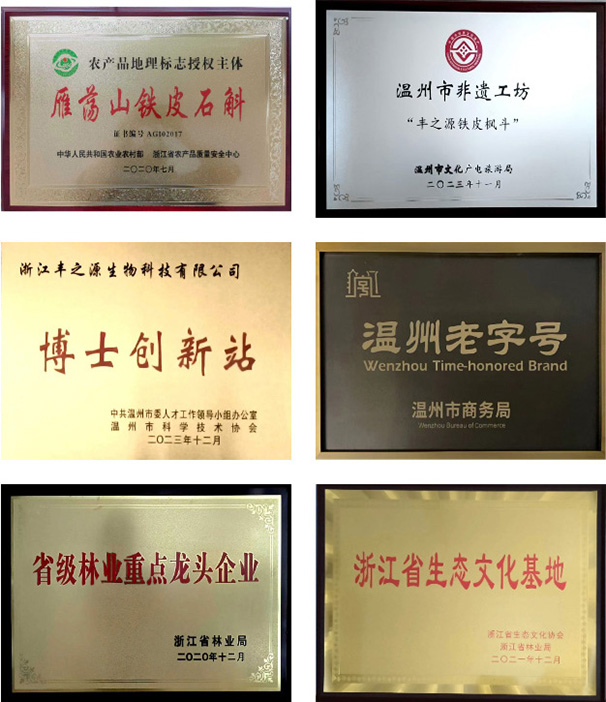 农产品地理标志授权主体
雁荡山铁皮石斛
证书编号 AGI02017
中华人民共和国农业农村部 浙江省农产品质量安全中心
二〇二〇年七月
温州市非遗工坊
“丰之源铁皮枫斗”
温州市文化广电旅游局
二〇二三年十一月
浙江丰之源生物科技有限公司
博士创新站
中共温州市委人才工作领导小组办公室
温州市科学技术协会
二〇二三年十二月
字号
温州老字号
Wenzhou Time-honored Brand
温州市商务局
Wenzhou Bureau of Commerce
省级林业重点龙头企业
浙江省林业局
二〇二〇年十二月
浙江省生态文化基地
浙江省生态文化协会
浙江省林业局
二〇二一年十二月